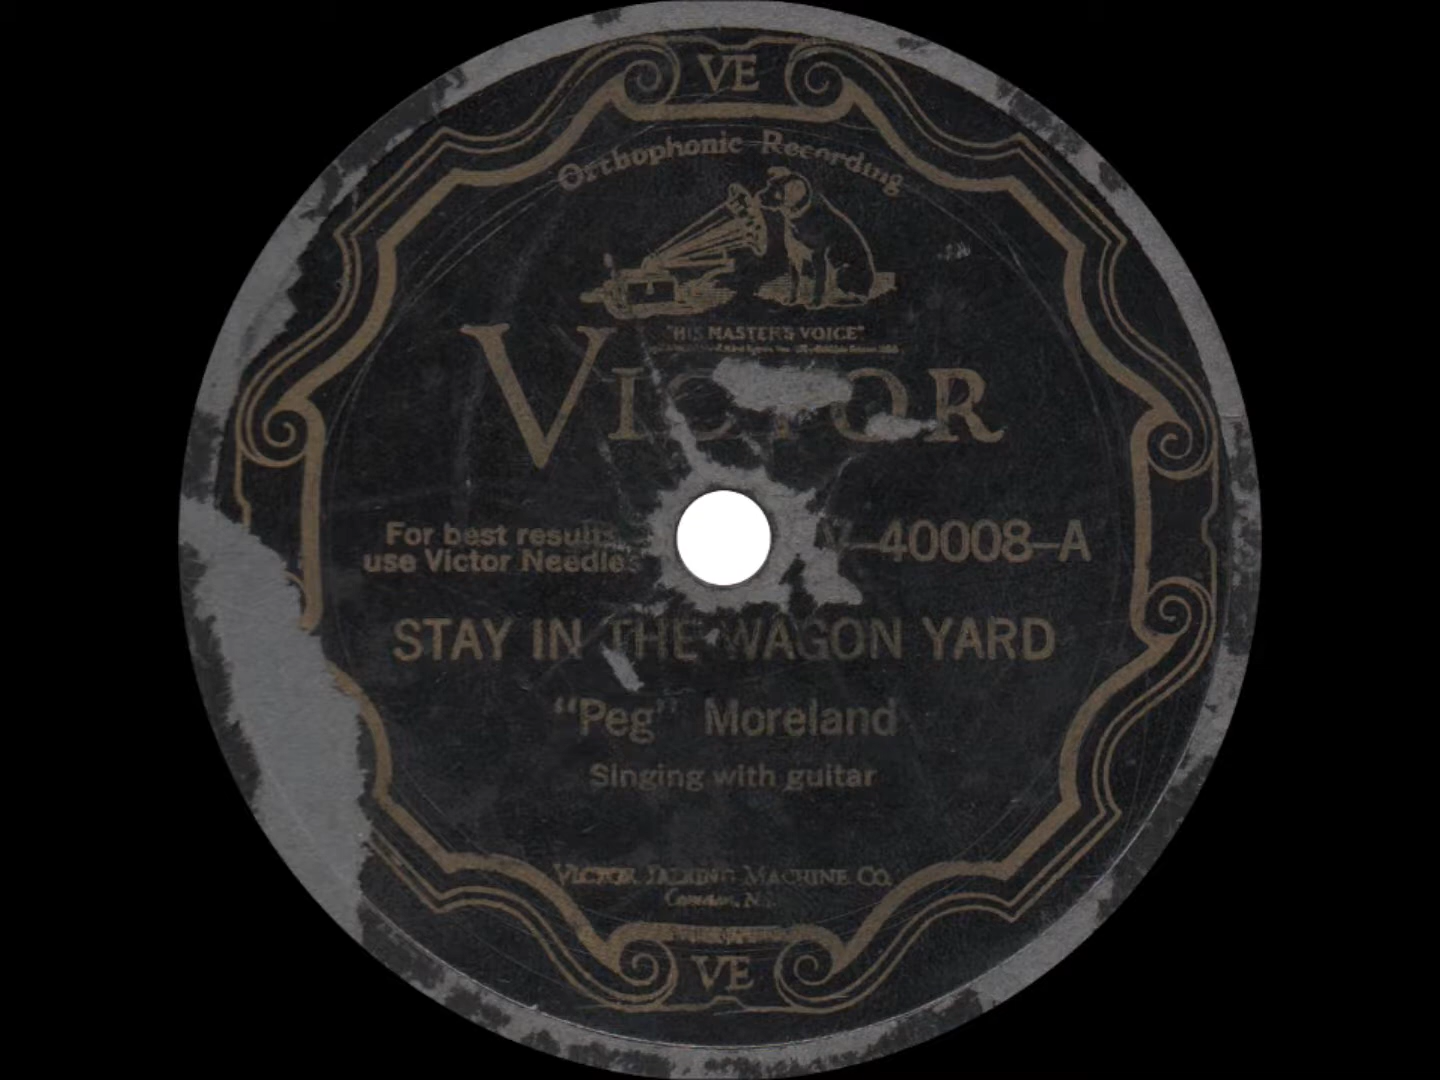 VE
Orthophonic Recording
"HIS MASTER'S VOICE"
VICTOR
For best results
use Victor Needles
V-40008-A
STAY IN THE WAGON YARD
"Peg" Moreland
Singing with guitar
VICTOR TALKING MACHINE CO.
Camden, N.J.
VE